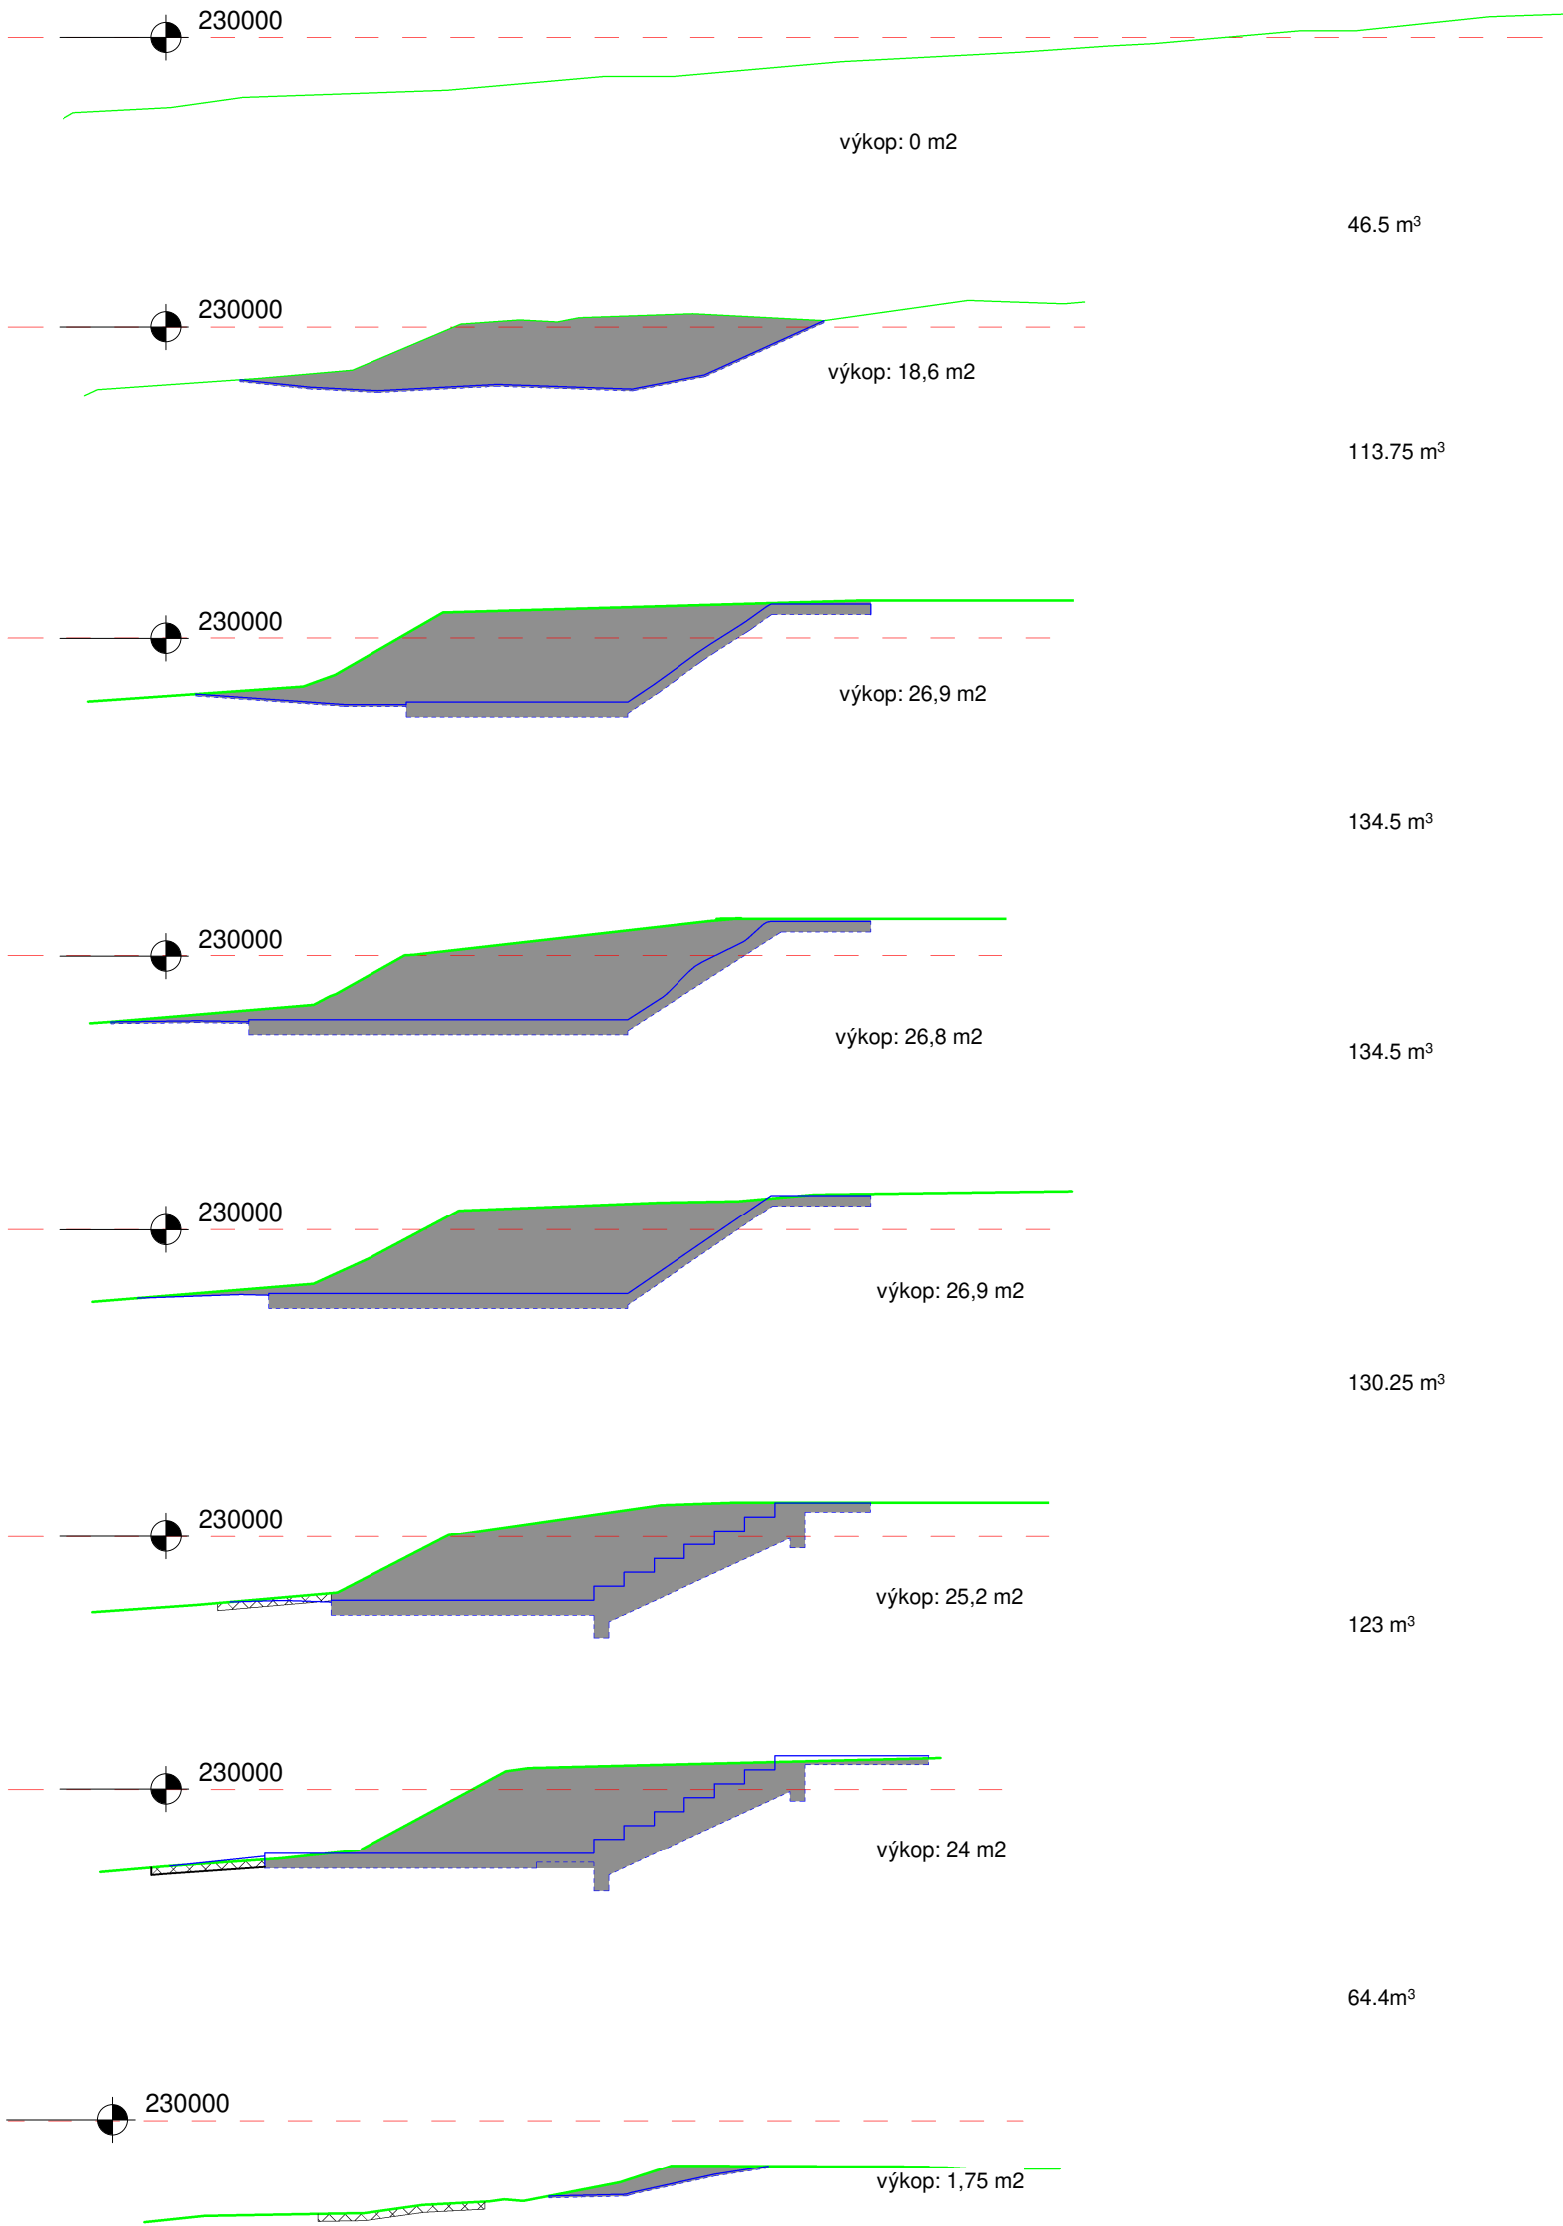 230000
výkop: 0 m2
46.5 m³
230000
výkop: 18,6 m2
113.75 m³
230000
výkop: 26,9 m2
134.5 m³
230000
výkop: 26,8 m2
134.5 m³
230000
výkop: 26,9 m2
130.25 m³
230000
výkop: 25,2 m2
123 m³
230000
výkop: 24 m2
64.4m³
230000
výkop: 1,75 m2